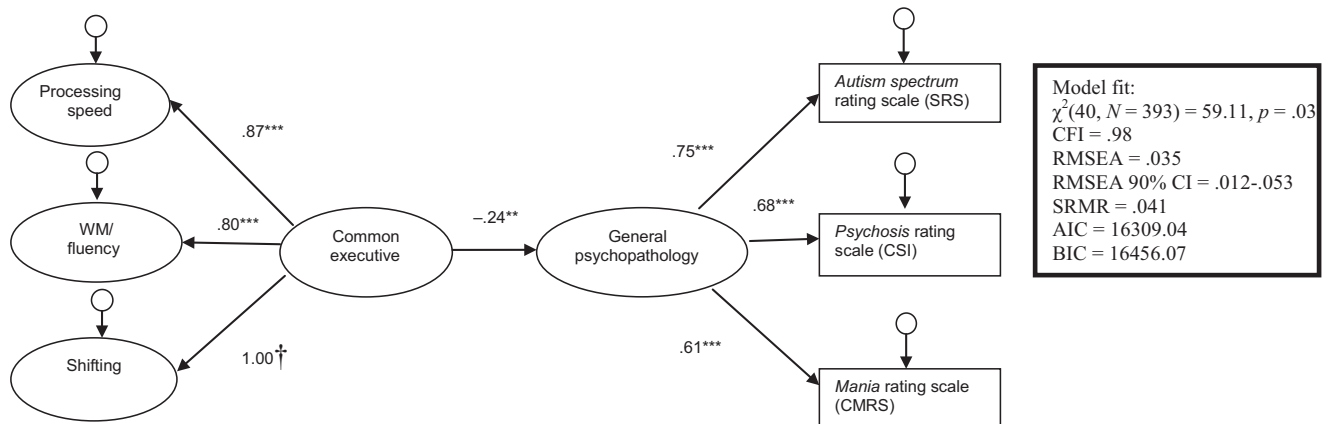 Processing
speed
.87***
WM/
fluency
.80***
Shifting
1.00†
Common
executive
–.24**
General
psychopathology
.75***
Autism spectrum
rating scale (SRS)
.68***
Psychosis rating
scale (CSI)
.61***
Mania rating scale
(CMRS)
Model fit:
χ²(40, N = 393) = 59.11, p = .03
CFI = .98
RMSEA = .035
RMSEA 90% CI = .012-.053
SRMR = .041
AIC = 16309.04
BIC = 16456.07